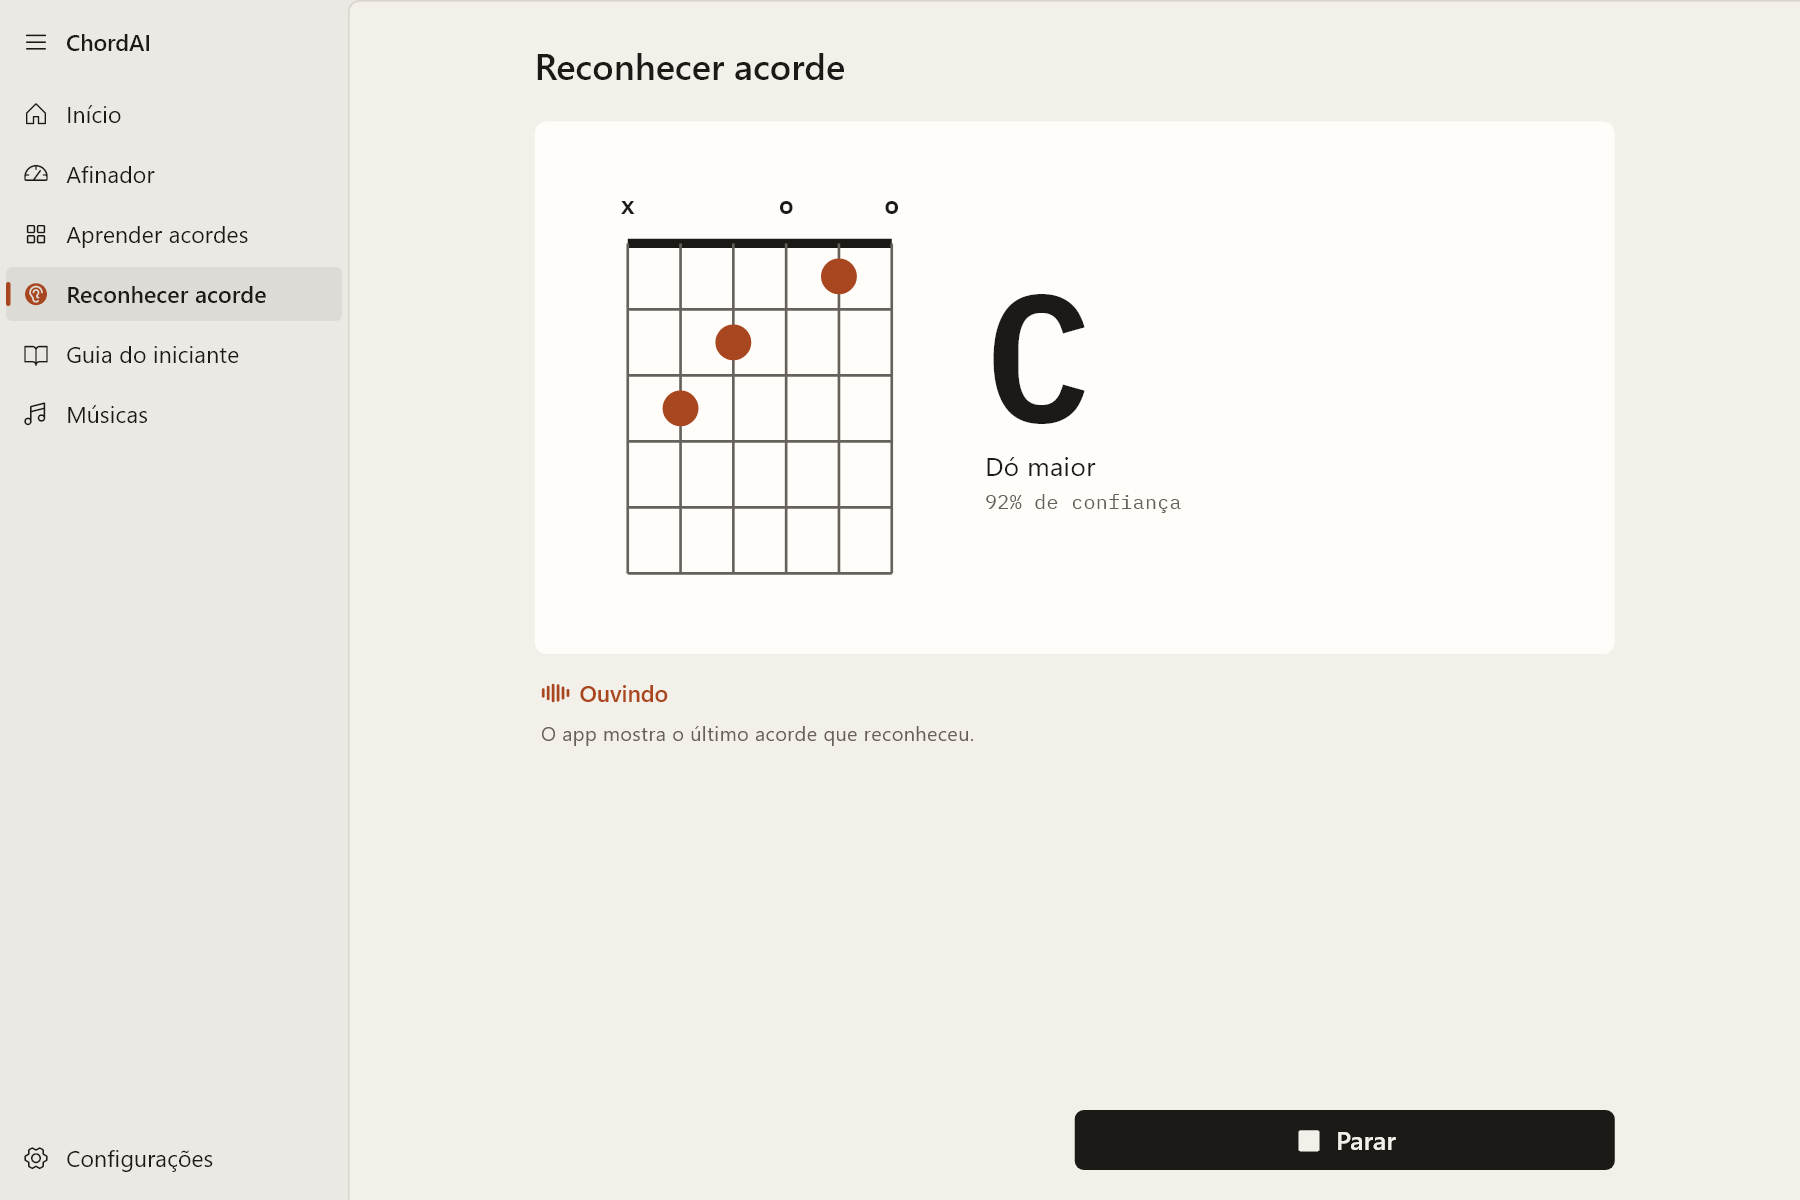 ChordAI
Início
Afinador
Aprender acordes
Reconhecer acorde
Guia do iniciante
Músicas
Configurações
Reconhecer acorde
x o o
C
Dó maior
92% de confiança
Ouvindo
O app mostra o último acorde que reconheceu.
Parar